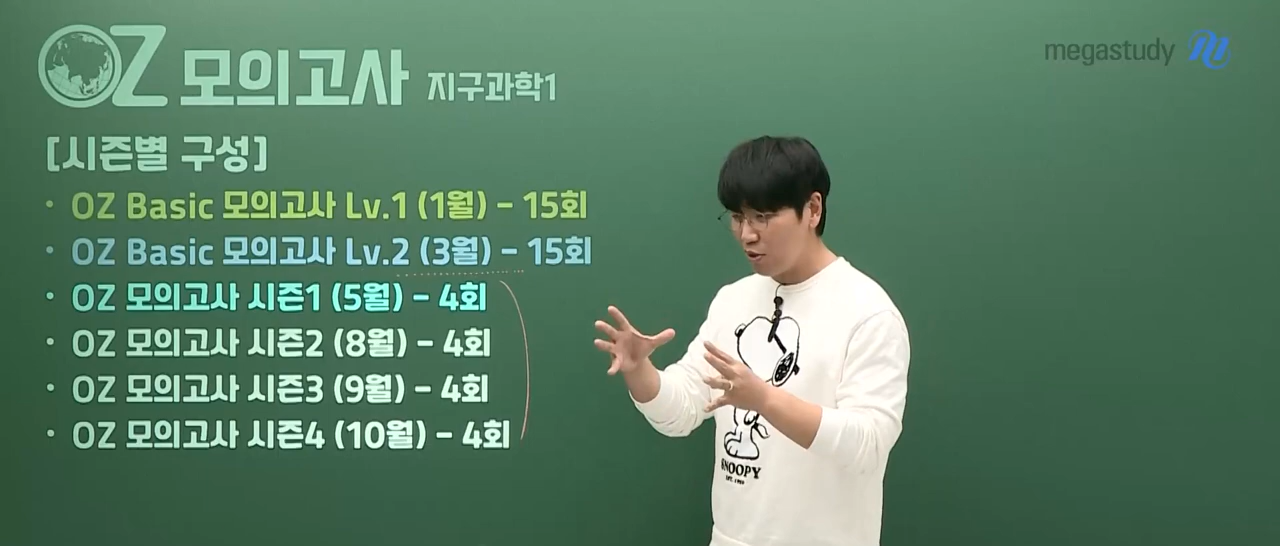 OZ 모의고사 지구과학1
megastudy
[시즌별 구성]
• OZ Basic 모의고사 Lv.1 (1월) – 15회
• OZ Basic 모의고사 Lv.2 (3월) – 15회
• OZ 모의고사 시즌1 (5월) – 4회
• OZ 모의고사 시즌2 (8월) – 4회
• OZ 모의고사 시즌3 (9월) – 4회
• OZ 모의고사 시즌4 (10월) – 4회
SNOOPY